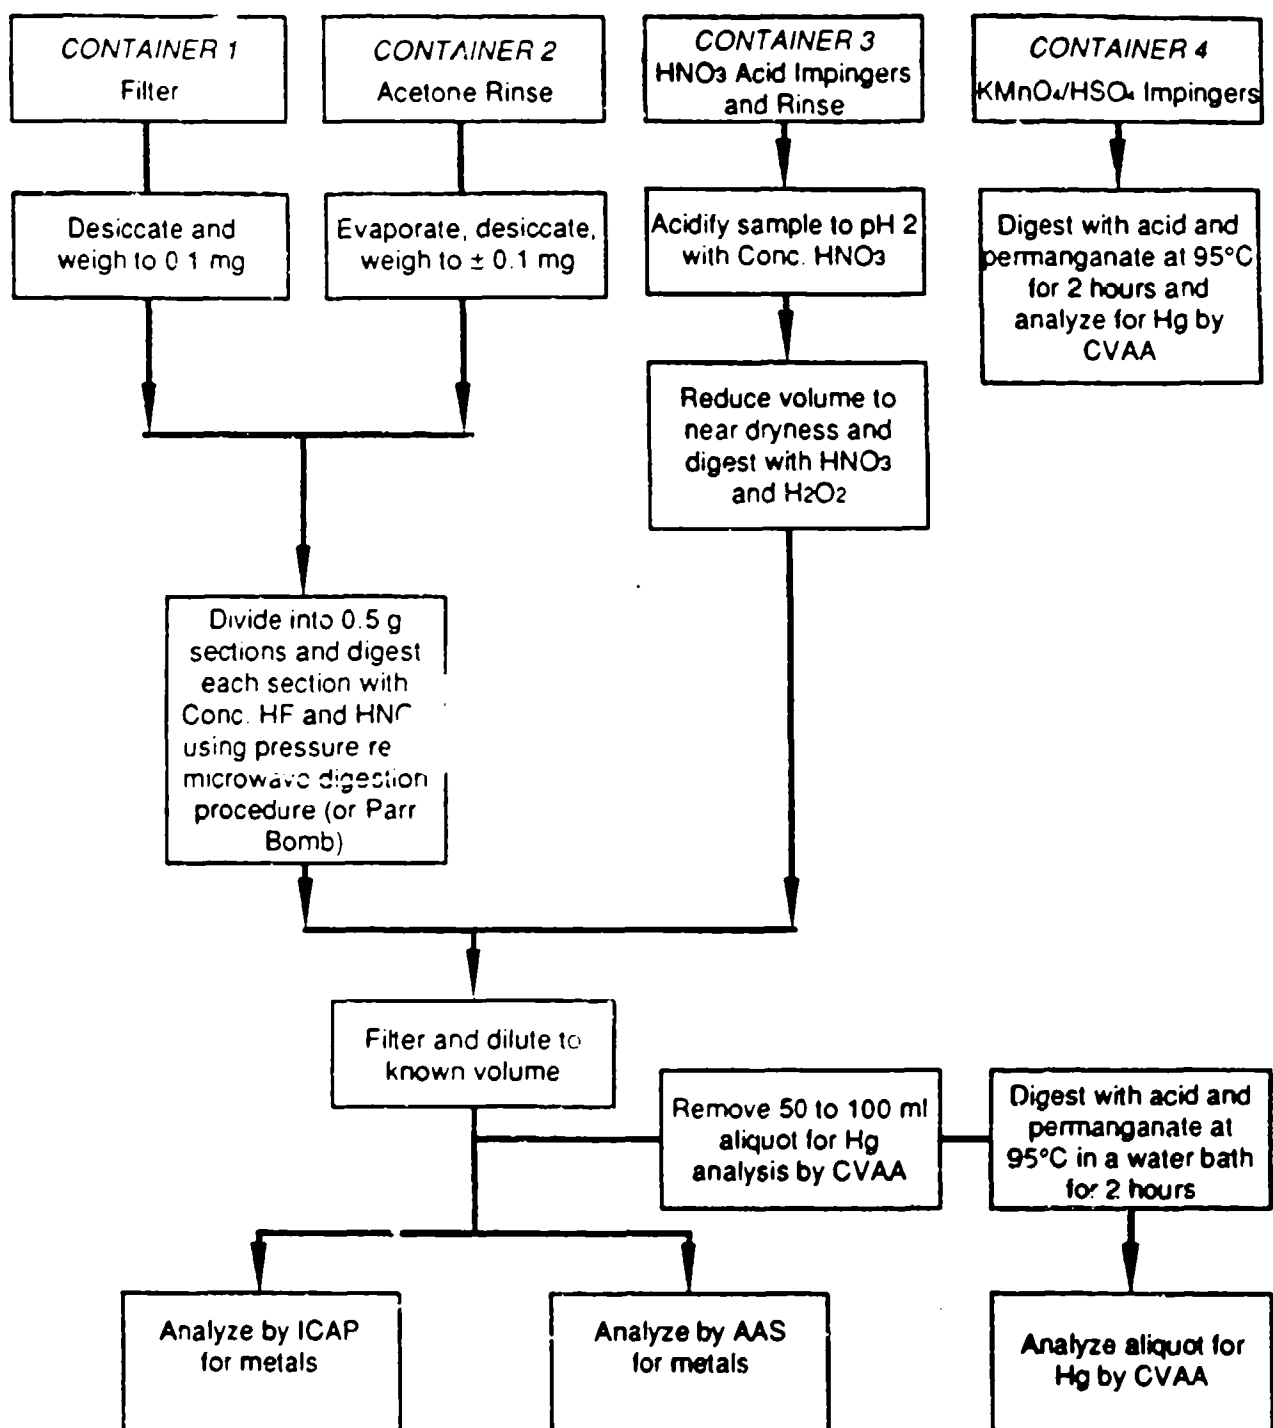 CONTAINER 1
Filter
CONTAINER 2
Acetone Rinse
CONTAINER 3
HNO3 Acid Impingers
and Rinse
CONTAINER 4
KMnO4/HSO4 Impingers
Desiccate and
weigh to 0 1 mg
Evaporate, desiccate,
weigh to ± 0.1 mg
Acidify sample to pH 2
with Conc. HNO3
Digest with acid and
permanganate at 95°C
for 2 hours and
analyze for Hg by
CVAA
Reduce volume to
near dryness and
digest with HNO3
and H2O2
Divide into 0.5 g
sections and digest
each section with
Conc. HF and
using pressure
microwave digestion
procedure (or Parr
Bomb)
Filter and dilute to
known volume
Remove 50 to 100 ml
aliquot for Hg
analysis by CVAA
Digest with acid and
permanganate at
95°C in a water bath
for 2 hours
Analyze by ICAP
for metals
Analyze by AAS
for metals
Analyze aliquot for
Hg by CVAA